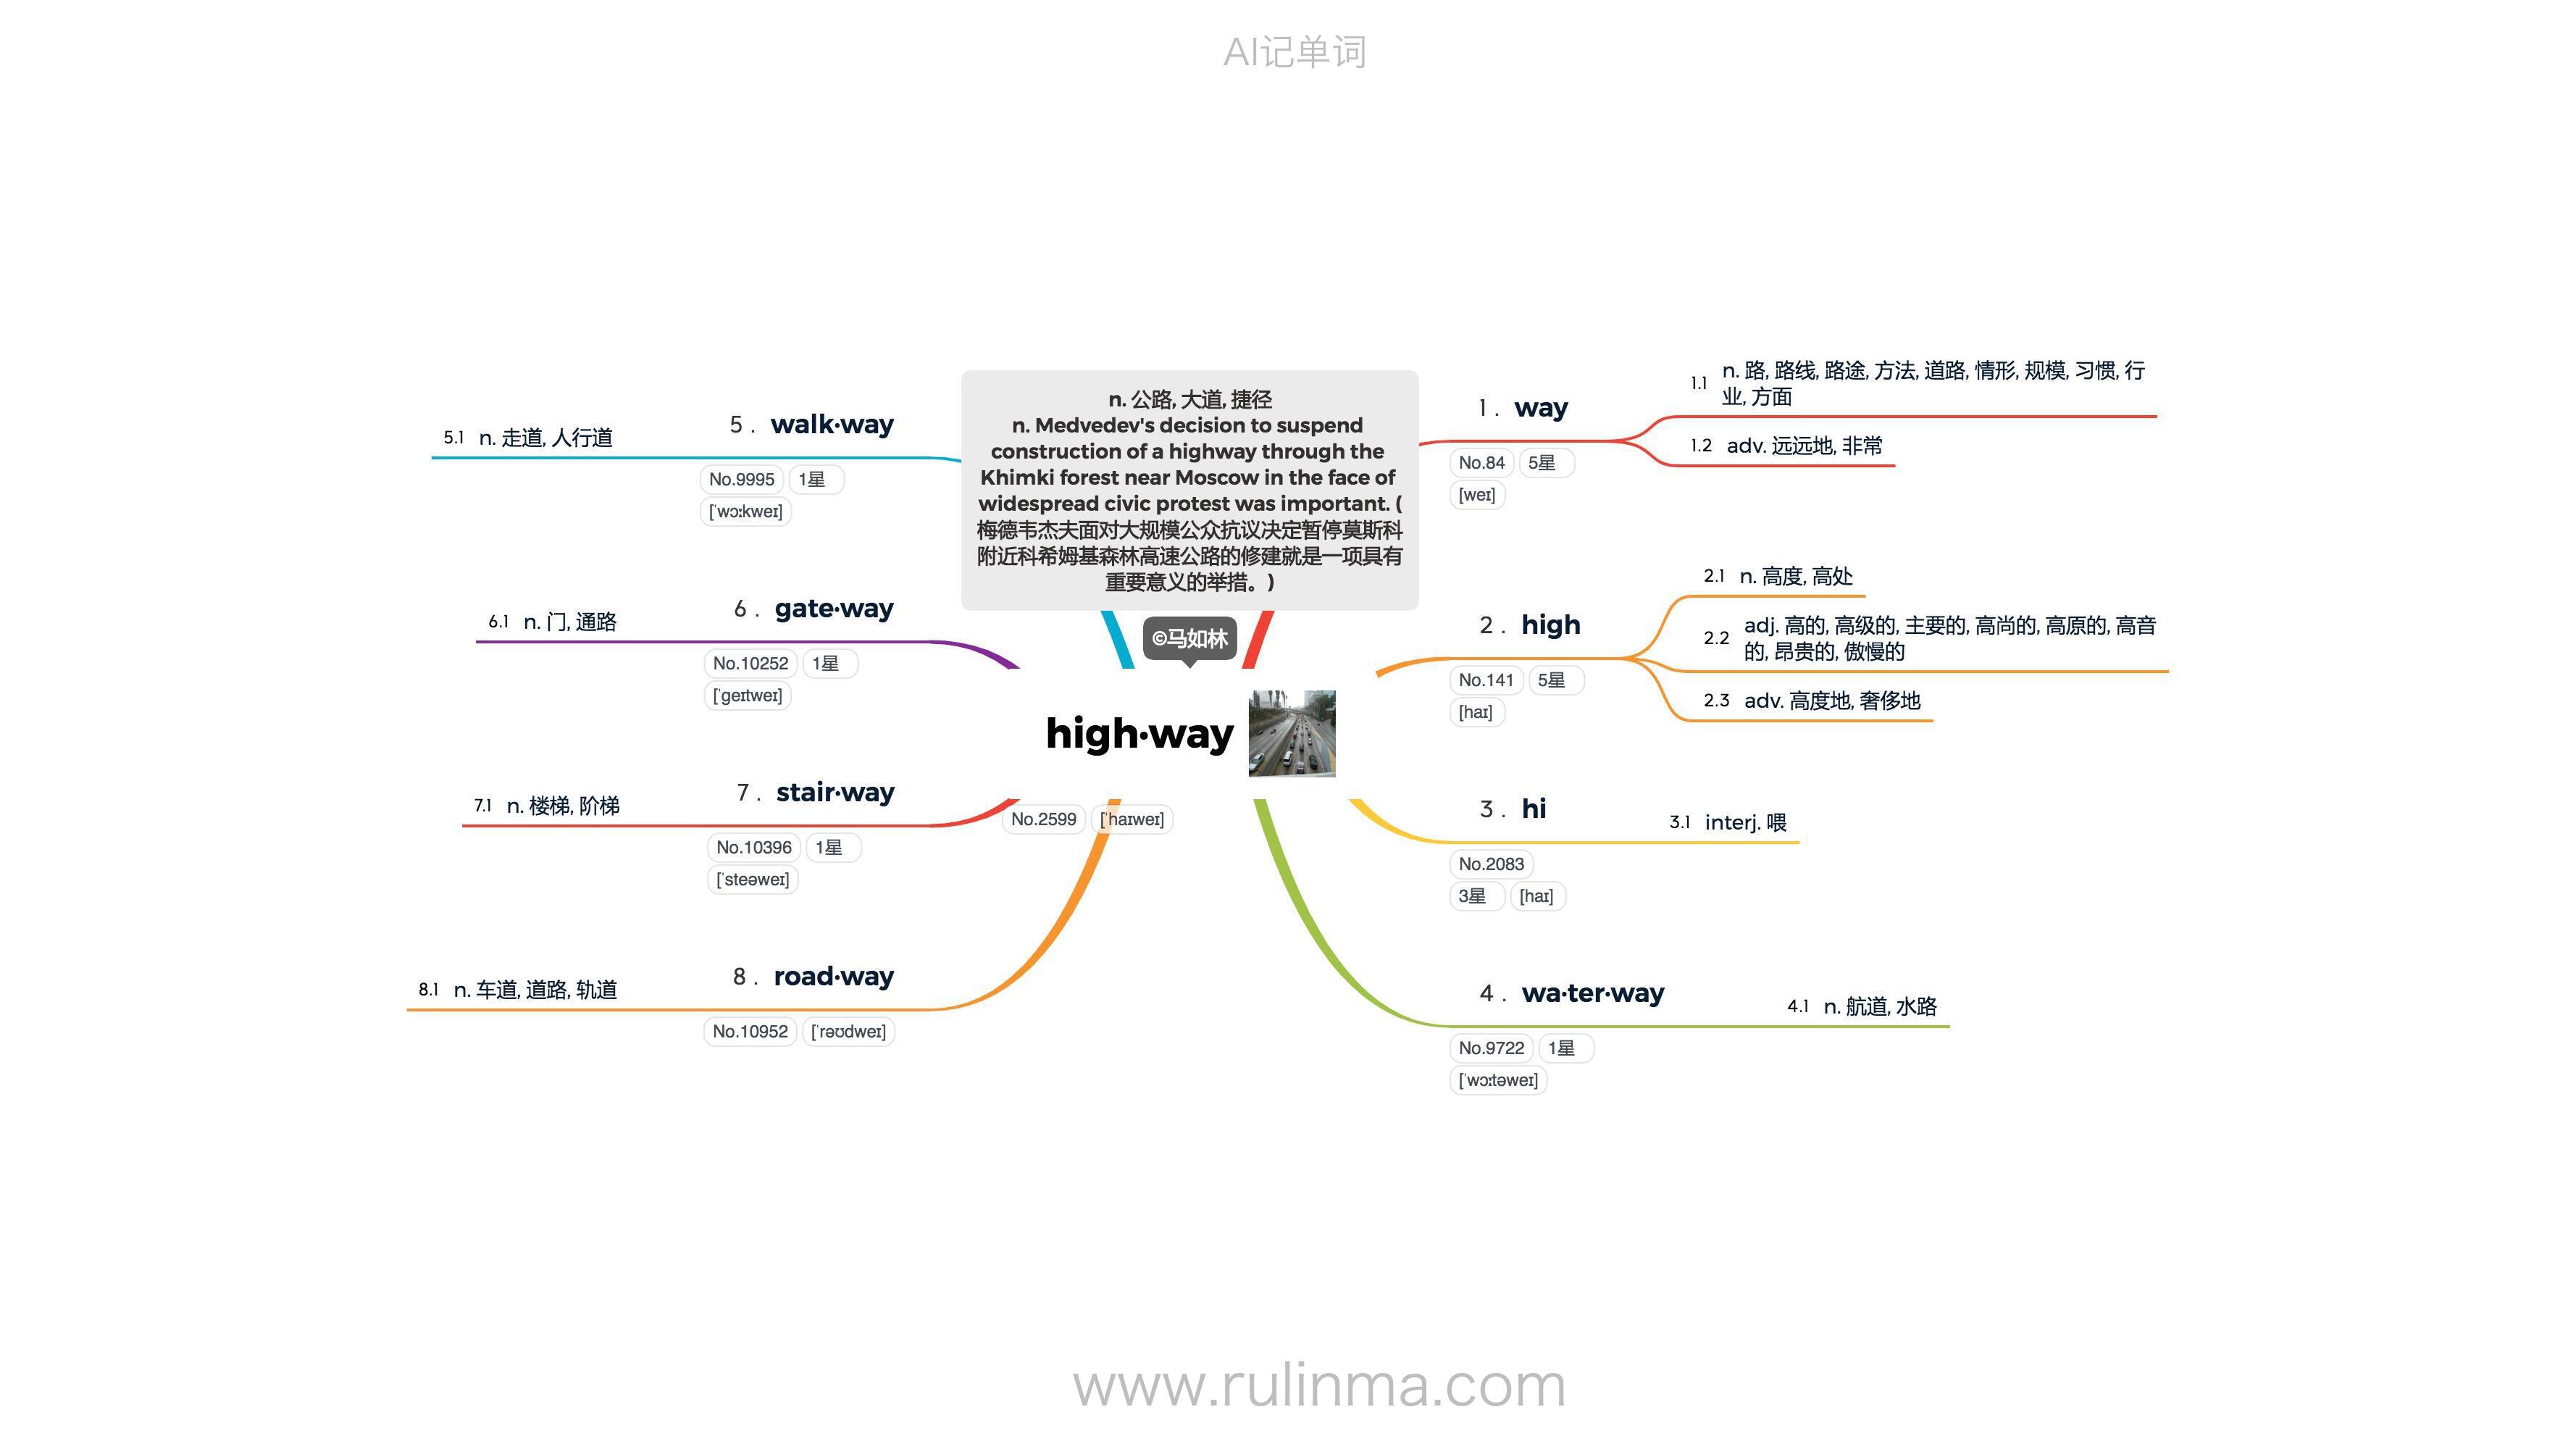 AI记单词
n. 公路, 大道, 捷径
n. Medvedev's decision to suspend
construction of a highway through the
Khimki forest near Moscow in the face of
widespread civic protest was important. (
梅德韦杰夫面对大规模公众抗议决定暂停莫斯科
附近科希姆基森林高速公路的修建就是一项具有
重要意义的举措。)
©马如林
high·way
No.2599 [ˈhaɪweɪ]
1 . way
No.84 5星
[weɪ]
1.1 n. 路, 路线, 路途, 方法, 道路, 情形, 规模, 习惯, 行
业, 方面
1.2 adv. 远远地, 非常
2 . high
No.141 5星
[haɪ]
2.1 n. 高度, 高处
2.2 adj. 高的, 高级的, 主要的, 高尚的, 高原的, 高音
的, 昂贵的, 傲慢的
2.3 adv. 高度地, 奢侈地
3 . hi
No.2083
3星 [haɪ]
3.1 interj. 喂
4 . wa·ter·way
No.9722 1星
[ˈwɔːtəweɪ]
4.1 n. 航道, 水路
5 . walk·way
No.9995 1星
[ˈwɔːkweɪ]
5.1 n. 走道, 人行道
6 . gate·way
No.10252 1星
[ˈɡeɪtweɪ]
6.1 n. 门, 通路
7 . stair·way
No.10396 1星
[ˈsteəweɪ]
7.1 n. 楼梯, 阶梯
8 . road·way
No.10952 [ˈrəʊdweɪ]
8.1 n. 车道, 道路, 轨道
www.rulinma.com